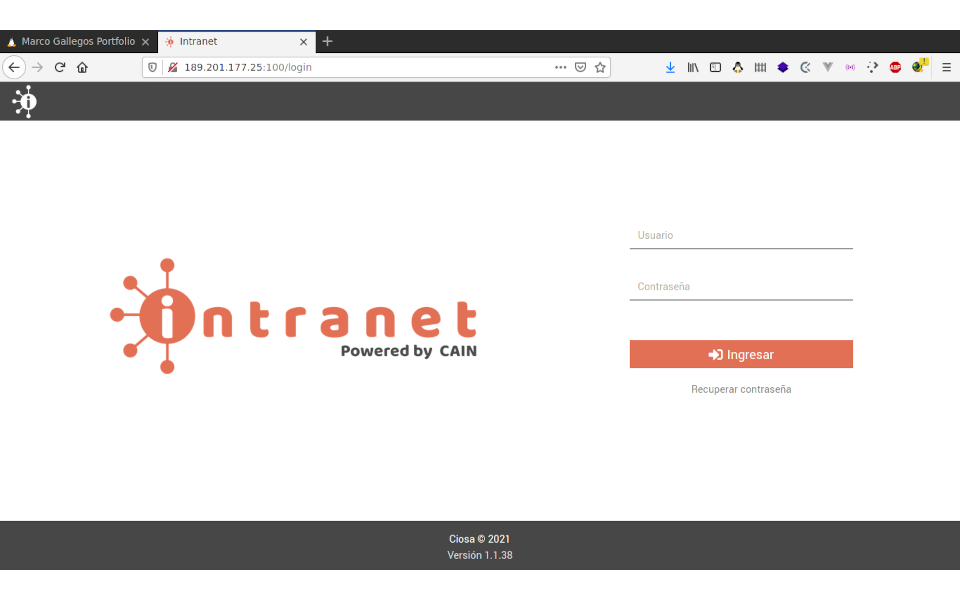 Marco Gallegos Portfolio
Intranet
189.201.177.25:100/login
ABP
intranet
Powered by CAIN
Usuario
Contraseña
Ingresar
Recuperar contraseña
Ciosa © 2021
Versión 1.1.38